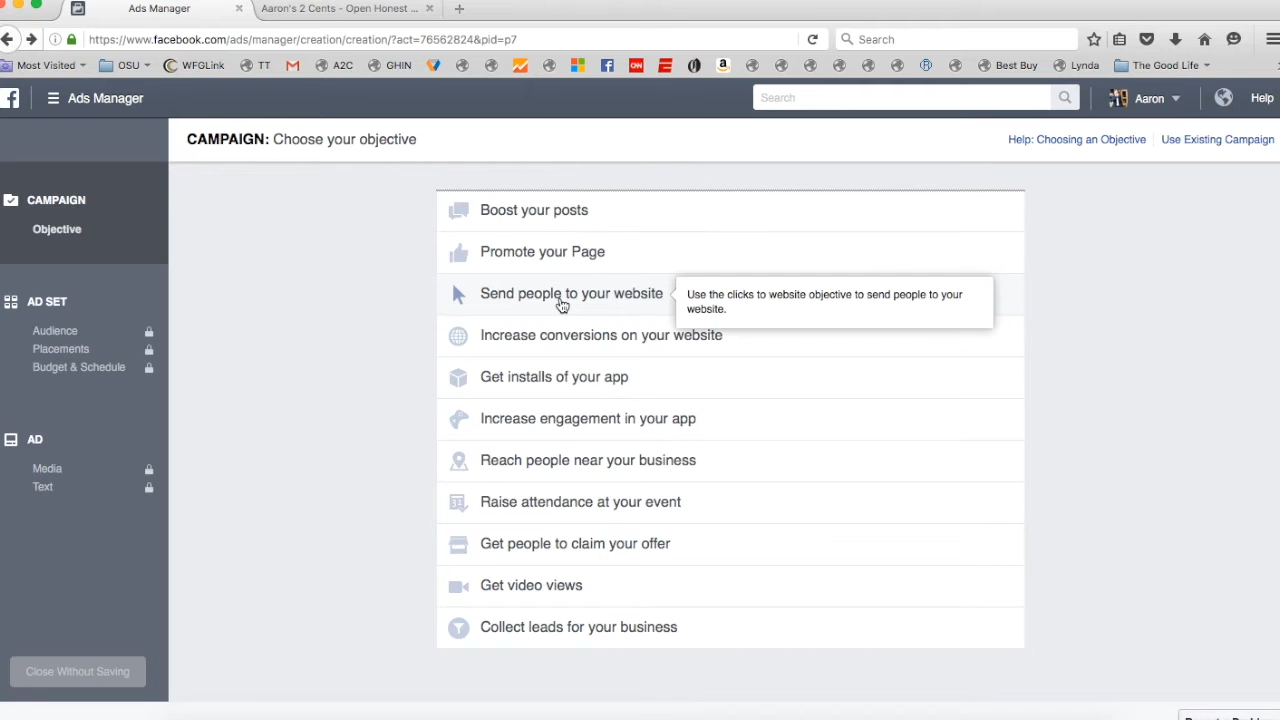 Ads Manager
Aaron's 2 Cents - Open Honest ...
https://www.facebook.com/ads/manager/creation/creation/?act=76562824&pid=p7
Search
Most Visited
OSU
WFGLink
TT
A2C
GHIN
Best Buy
Lynda
The Good Life
Ads Manager
Search
Aaron
Help
CAMPAIGN: Choose your objective
Help: Choosing an Objective
Use Existing Campaign
CAMPAIGN
Objective
AD SET
Audience
Placements
Budget & Schedule
AD
Media
Text
Close Without Saving
Boost your posts
Promote your Page
Send people to your website
Use the clicks to website objective to send people to your
website.
Increase conversions on your website
Get installs of your app
Increase engagement in your app
Reach people near your business
Raise attendance at your event
Get people to claim your offer
Get video views
Collect leads for your business